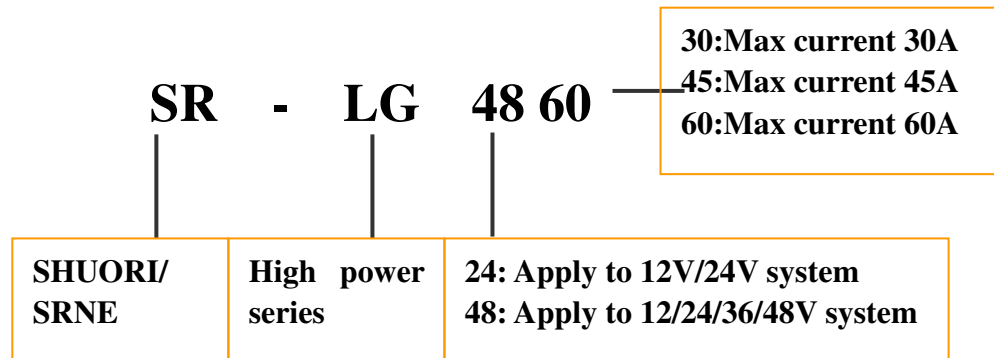 30:Max current 30A
45:Max current 45A
60:Max current 60A
SR - LG 48 60
SHUORI/
SRNE
High power
series
24: Apply to 12V/24V system
48: Apply to 12/24/36/48V system